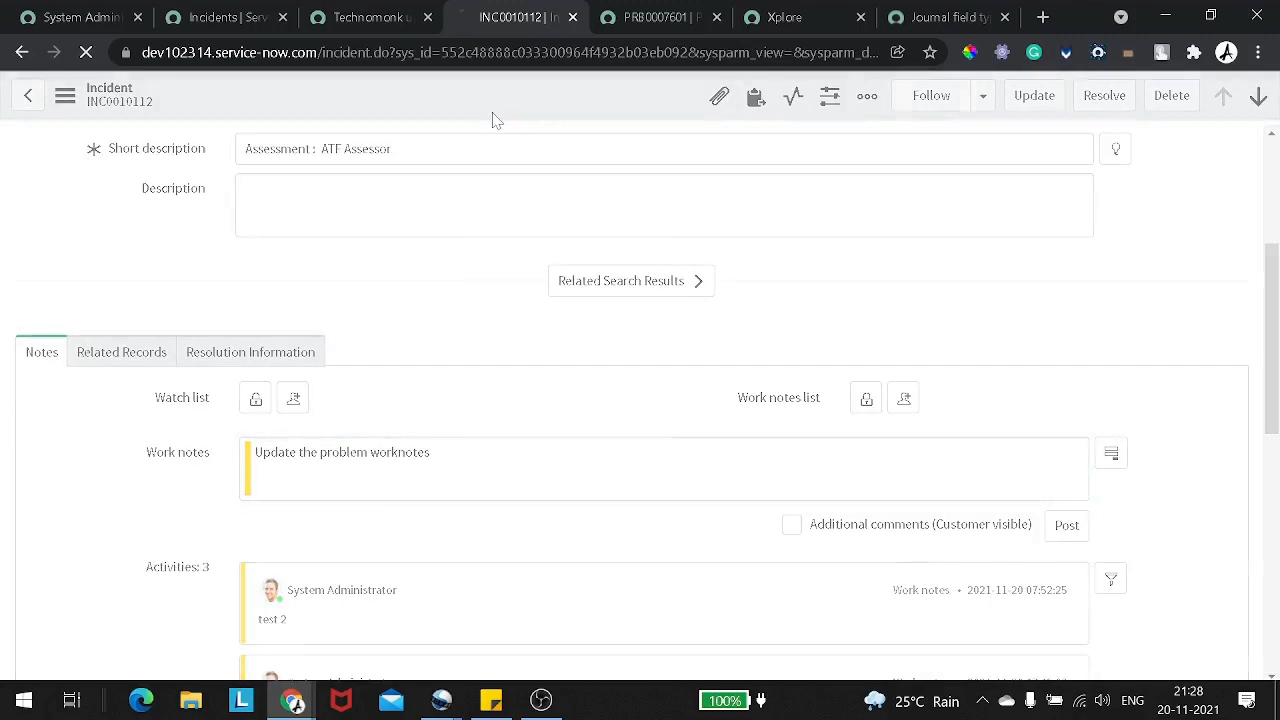 System Admini
Incidents | Serv
Technomonk u
INC0010112 | In
PRB0007601 | P
Xplore
Journal field typ
dev102314.service-now.com/incident.do?sys_id=552c48888c033300964f4932b03eb092&sysparm_view=&sysparm_d...
Incident
INC0010112
Follow
Update
Resolve
Delete
Short description
Assessment : ATF Assessor
Description
Related Search Results
Notes
Related Records
Resolution Information
Watch list
Work notes list
Work notes
Update the problem worknotes
Additional comments (Customer visible)
Post
Activities: 3
System Administrator
Work notes • 2021-11-20 07:52:25
test 2
100%
25°C Rain
ENG
21:28
20-11-2021